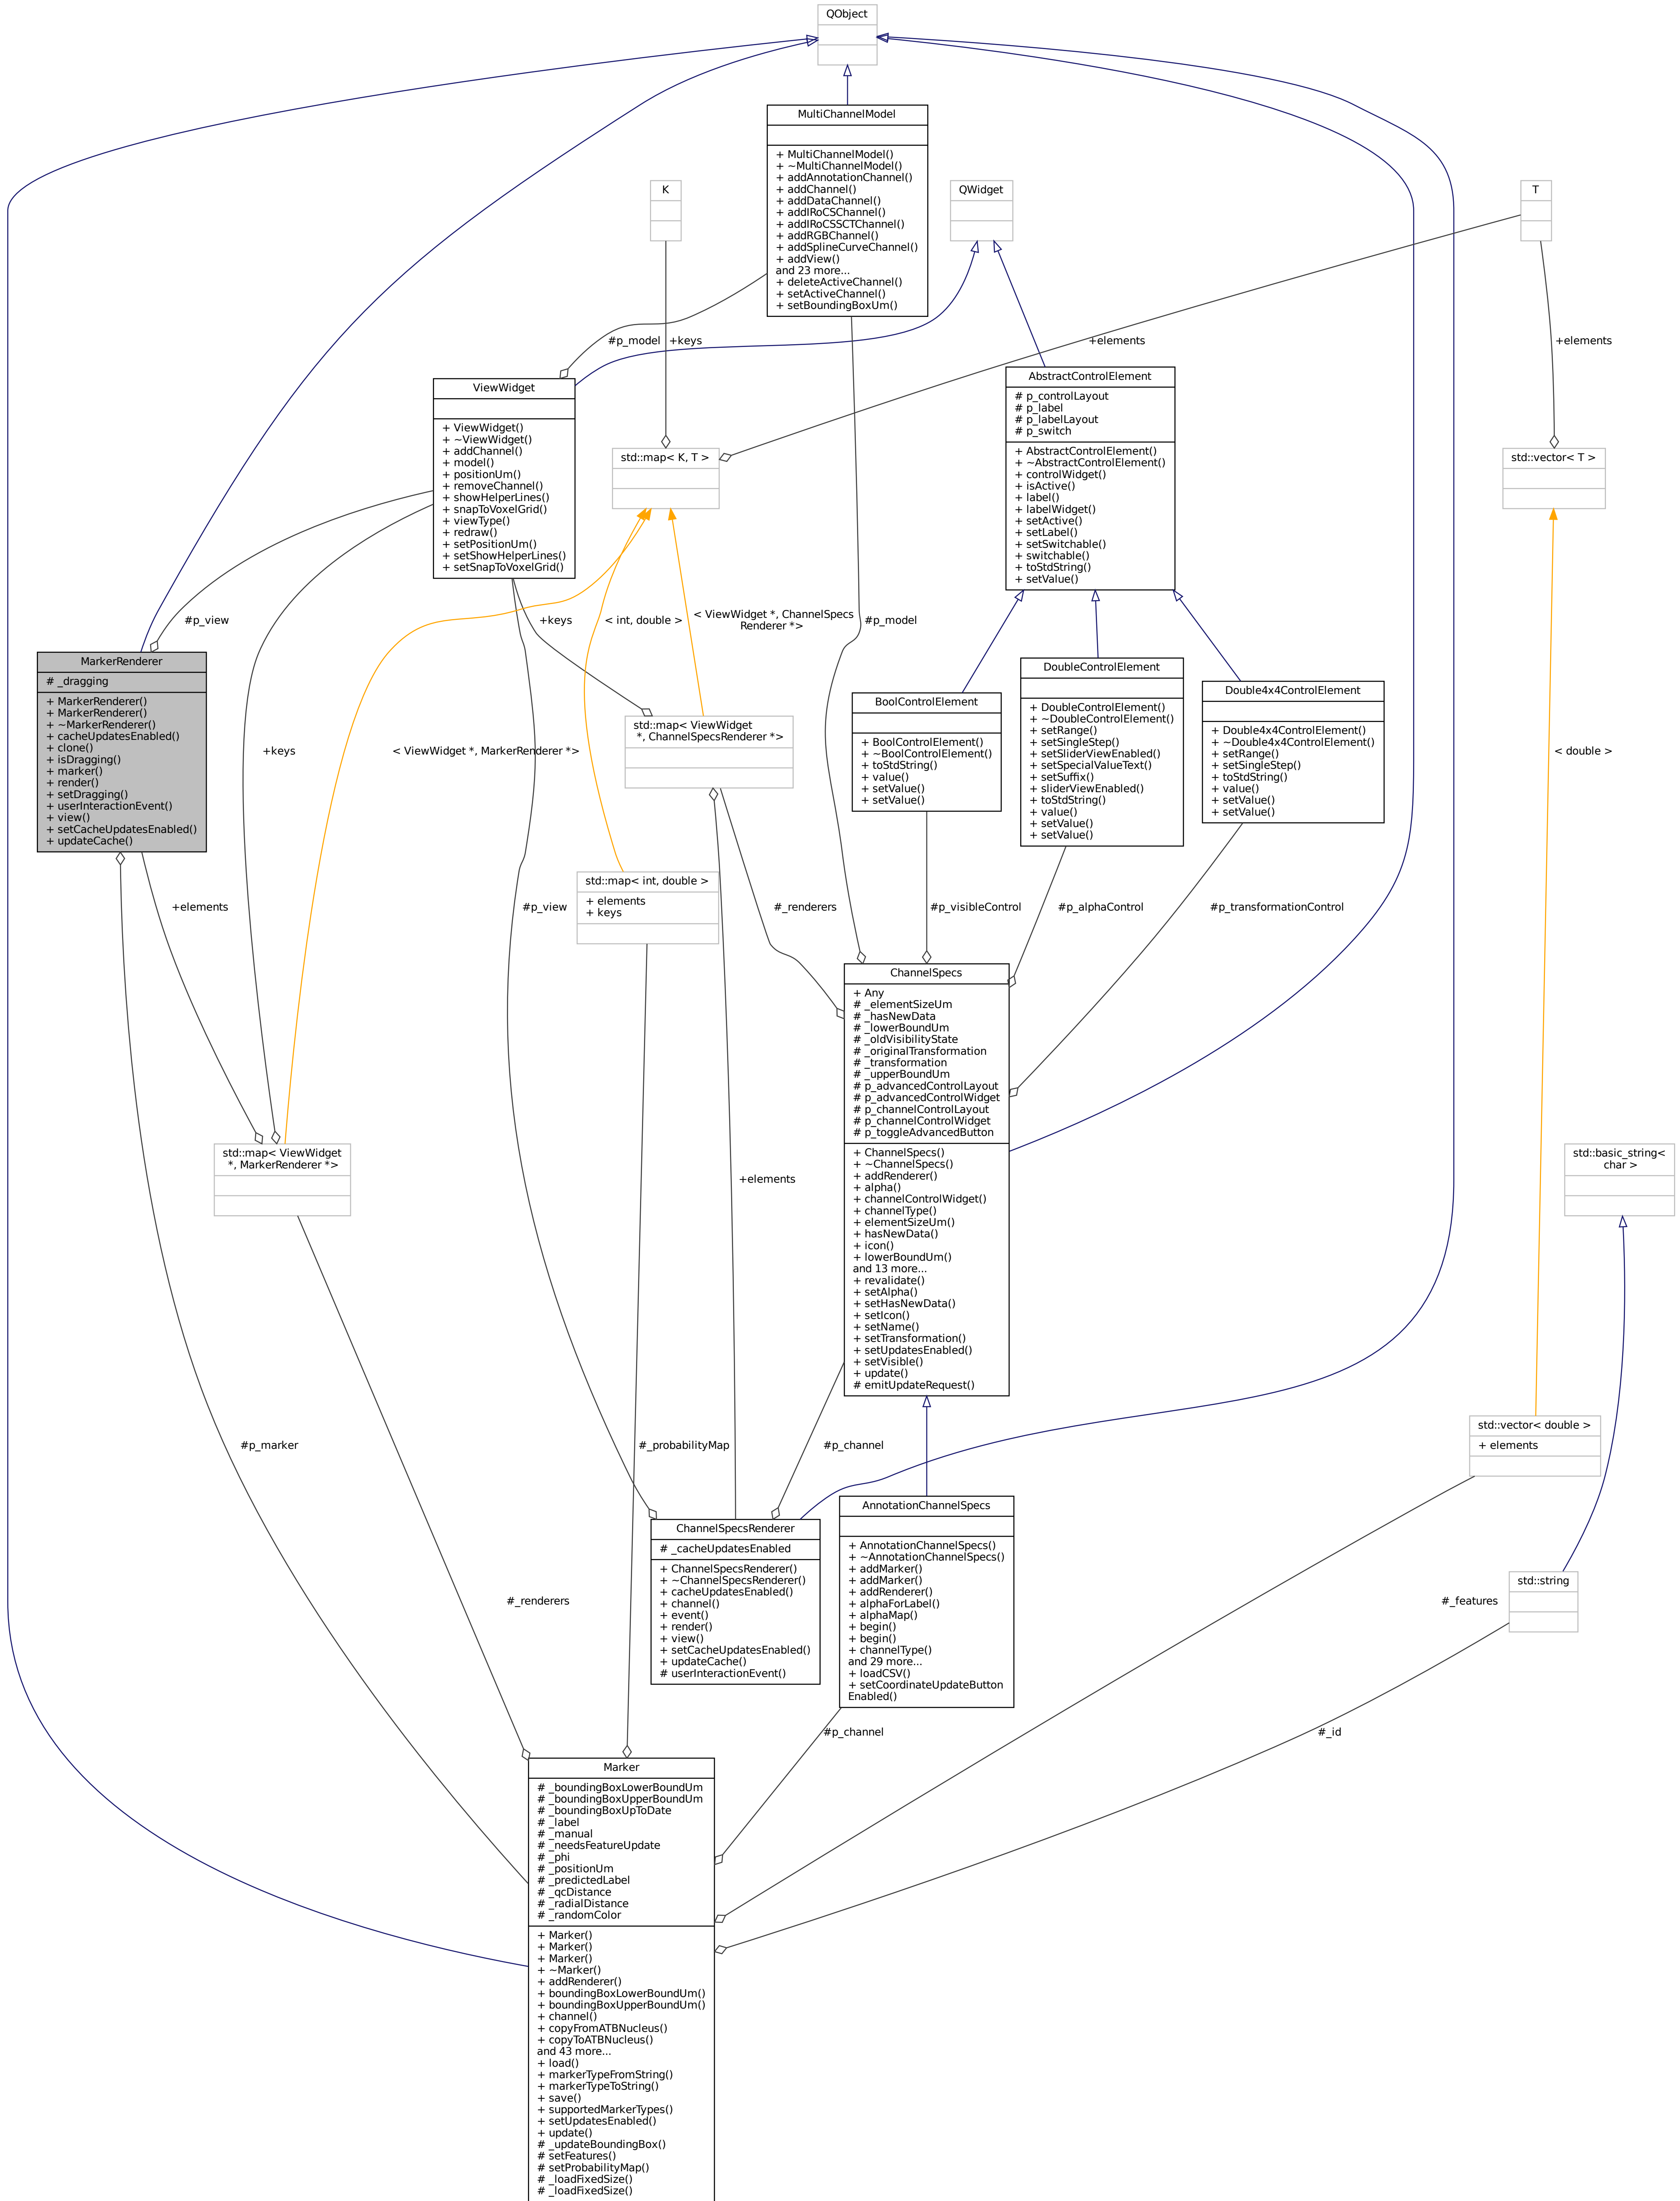 QObject
MultiChannelModel
+ MultiChannelModel()
+ ~MultiChannelModel()
+ addAnnotationChannel()
+ addChannel()
+ addDataChannel()
+ addIRoCSChannel()
+ addIRoCSSCTChannel()
+ addRGBChannel()
+ addSplineCurveChannel()
+ addView()
and 23 more...
+ deleteActiveChannel()
+ setActiveChannel()
+ setBoundingBoxUm()
K
QWidget
T
#p_model
+keys
+elements
+elements
ViewWidget
+ ViewWidget()
+ ~ViewWidget()
+ addChannel()
+ model()
+ positionUm()
+ removeChannel()
+ showHelperLines()
+ snapToVoxelGrid()
+ viewType()
+ redraw()
+ setPositionUm()
+ setShowHelperLines()
+ setSnapToVoxelGrid()
std::map< K, T >
AbstractControlElement
# p_controlLayout
# p_label
# p_labelLayout
# p_switch
+ AbstractControlElement()
+ ~AbstractControlElement()
+ controlWidget()
+ isActive()
+ label()
+ labelWidget()
+ setActive()
+ setLabel()
+ setSwitchable()
+ switchable()
+ toStdString()
+ setValue()
std::vector< T >
#p_view
+keys
< int, double >
< ViewWidget *, ChannelSpecs
Renderer *>
#p_model
MarkerRenderer
# _dragging
+ MarkerRenderer()
+ MarkerRenderer()
+ ~MarkerRenderer()
+ cacheUpdatesEnabled()
+ clone()
+ isDragging()
+ marker()
+ render()
+ setDragging()
+ userInteractionEvent()
+ view()
+ setCacheUpdatesEnabled()
+ updateCache()
+keys
< ViewWidget *, MarkerRenderer *>
std::map< ViewWidget
*, ChannelSpecsRenderer *>
BoolControlElement
+ BoolControlElement()
+ ~BoolControlElement()
+ toStdString()
+ value()
+ setValue()
+ setValue()
DoubleControlElement
+ DoubleControlElement()
+ ~DoubleControlElement()
+ setRange()
+ setSingleStep()
+ setSliderViewEnabled()
+ setSpecialValueText()
+ setSuffix()
+ sliderViewEnabled()
+ toStdString()
+ value()
+ setValue()
+ setValue()
Double4x4ControlElement
+ Double4x4ControlElement()
+ ~Double4x4ControlElement()
+ setRange()
+ setSingleStep()
+ toStdString()
+ value()
+ setValue()
+ setValue()
< double >
+elements
#p_view
std::map< int, double >
+ elements
+ keys
#_renderers
#p_visibleControl
#p_alphaControl
#p_transformationControl
ChannelSpecs
+ Any
# _elementSizeUm
# _hasNewData
# _lowerBoundUm
# _oldVisibilityState
# _originalTransformation
# _transformation
# _upperBoundUm
# p_advancedControlLayout
# p_advancedControlWidget
# p_channelControlLayout
# p_channelControlWidget
# p_toggleAdvancedButton
+ ChannelSpecs()
+ ~ChannelSpecs()
+ addRenderer()
+ alpha()
+ channelControlWidget()
+ channelType()
+ elementSizeUm()
+ hasNewData()
+ icon()
+ lowerBoundUm()
and 13 more...
+ revalidate()
+ setAlpha()
+ setHasNewData()
+ setIcon()
+ setName()
+ setTransformation()
+ setUpdatesEnabled()
+ setVisible()
+ update()
# emitUpdateRequest()
std::map< ViewWidget
*, MarkerRenderer *>
+elements
std::basic_string<
char >
#p_marker
#_probabilityMap
#p_channel
std::vector< double >
+ elements
ChannelSpecsRenderer
# _cacheUpdatesEnabled
+ ChannelSpecsRenderer()
+ ~ChannelSpecsRenderer()
+ cacheUpdatesEnabled()
+ channel()
+ event()
+ render()
+ view()
+ setCacheUpdatesEnabled()
+ updateCache()
# userInteractionEvent()
AnnotationChannelSpecs
+ AnnotationChannelSpecs()
+ ~AnnotationChannelSpecs()
+ addMarker()
+ addMarker()
+ addRenderer()
+ alphaForLabel()
+ alphaMap()
+ begin()
+ begin()
+ channelType()
and 29 more...
+ loadCSV()
+ setCoordinateUpdateButton
Enabled()
#_renderers
#_features
std::string
#p_channel
#_id
Marker
# _boundingBoxLowerBoundUm
# _boundingBoxUpperBoundUm
# _boundingBoxUpToDate
# _label
# _manual
# _needsFeatureUpdate
# _phi
# _positionUm
# _predictedLabel
# _qcDistance
# _radialDistance
# _randomColor
+ Marker()
+ Marker()
+ Marker()
+ ~Marker()
+ addRenderer()
+ boundingBoxLowerBoundUm()
+ boundingBoxUpperBoundUm()
+ channel()
+ copyFromATBNucleus()
+ copyToATBNucleus()
and 43 more...
+ load()
+ markerTypeFromString()
+ markerTypeToString()
+ save()
+ supportedMarkerTypes()
+ setUpdatesEnabled()
+ update()
# _updateBoundingBox()
# setFeatures()
# setProbabilityMap()
# _loadFixedSize()
# _loadFixedSize()